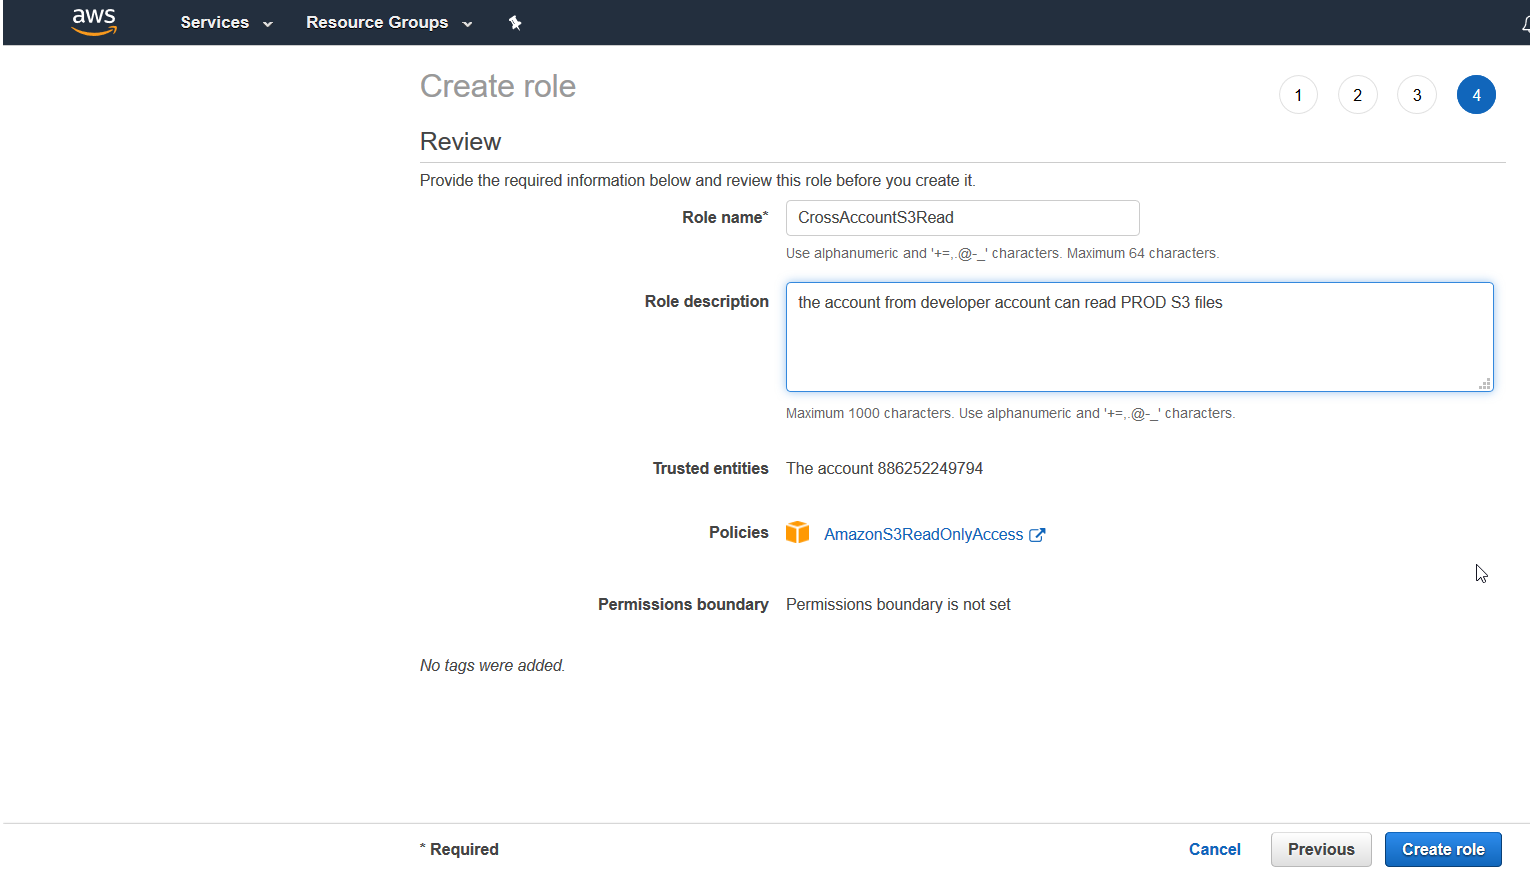 aws Services Resource Groups
Create role
1 2 3 4
Review
Provide the required information below and review this role before you create it.
Role name* CrossAccountS3Read
Use alphanumeric and '+=,.@-_' characters. Maximum 64 characters.
Role description the account from developer account can read PROD S3 files
Maximum 1000 characters. Use alphanumeric and '+=,.@-_' characters.
Trusted entities The account 886252249794
Policies AmazonS3ReadOnlyAccess
Permissions boundary Permissions boundary is not set
No tags were added.
* Required Cancel Previous Create role